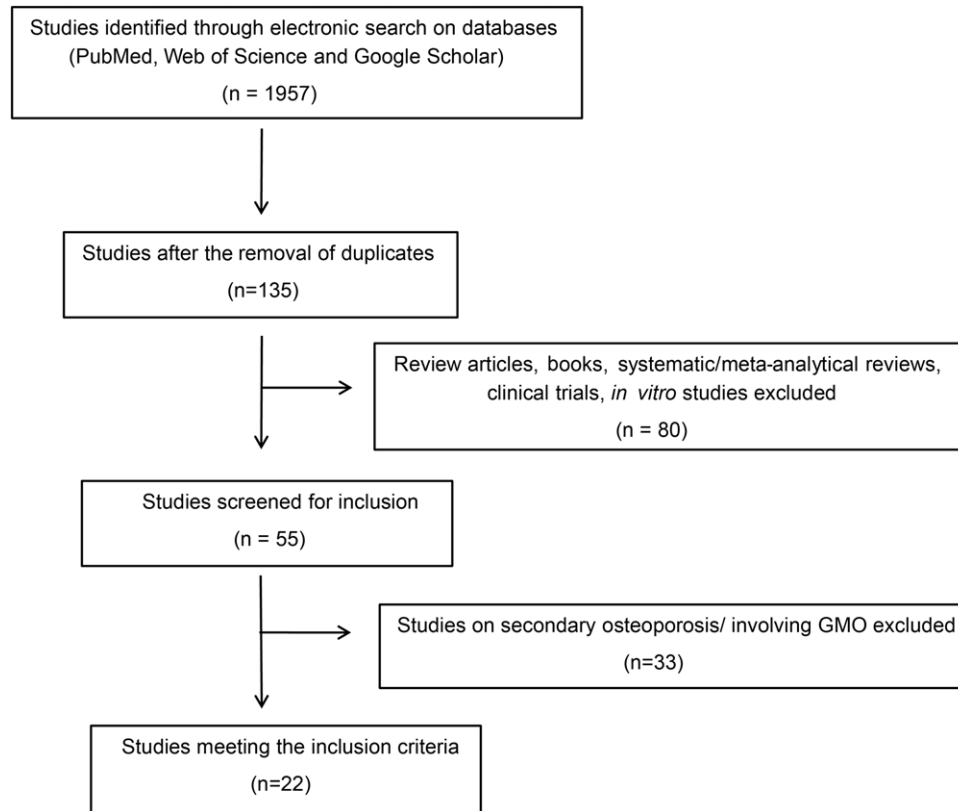 Studies identified through electronic search on databases
(PubMed, Web of Science and Google Scholar)
(n = 1957)
Studies after the removal of duplicates
(n=135)
Review articles, books, systematic/meta-analytical reviews,
clinical trials, in vitro studies excluded
(n = 80)
Studies screened for inclusion
(n = 55)
Studies on secondary osteoporosis/ involving GMO excluded
(n=33)
Studies meeting the inclusion criteria
(n=22)